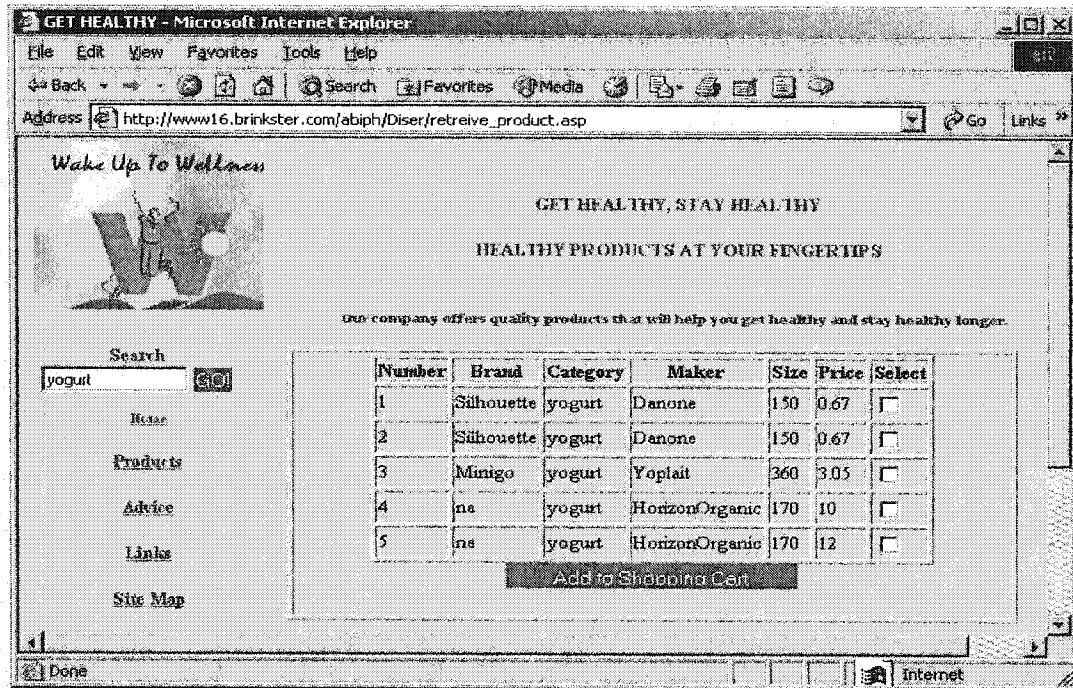 GET HEALTHY - Microsoft Internet Explorer
File Edit View Favorites Tools Help
Back Search Favorites Media
Address http://www16.brinkster.com/abiph/Diser/retreive_product.asp Go Links »
Wake Up To Wellness
GET HEALTHY, STAY HEALTHY
HEALTHY PRODUCTS AT YOUR FINGERTIPS
Our company offers quality products that will help you get healthy and stay healthy longer.
Search
yogurt GO!
Home
Products
Advice
Links
Site Map
Number Brand Category Maker Size Price Select
1 Silhouette yogurt Danone 150 0.67
2 Silhouette yogurt Danone 150 0.67
3 Minigo yogurt Yoplait 360 3.05
4 na yogurt HorizonOrganic 170 10
5 na yogurt HorizonOrganic 170 12
Add to Shopping Cart
Done Internet